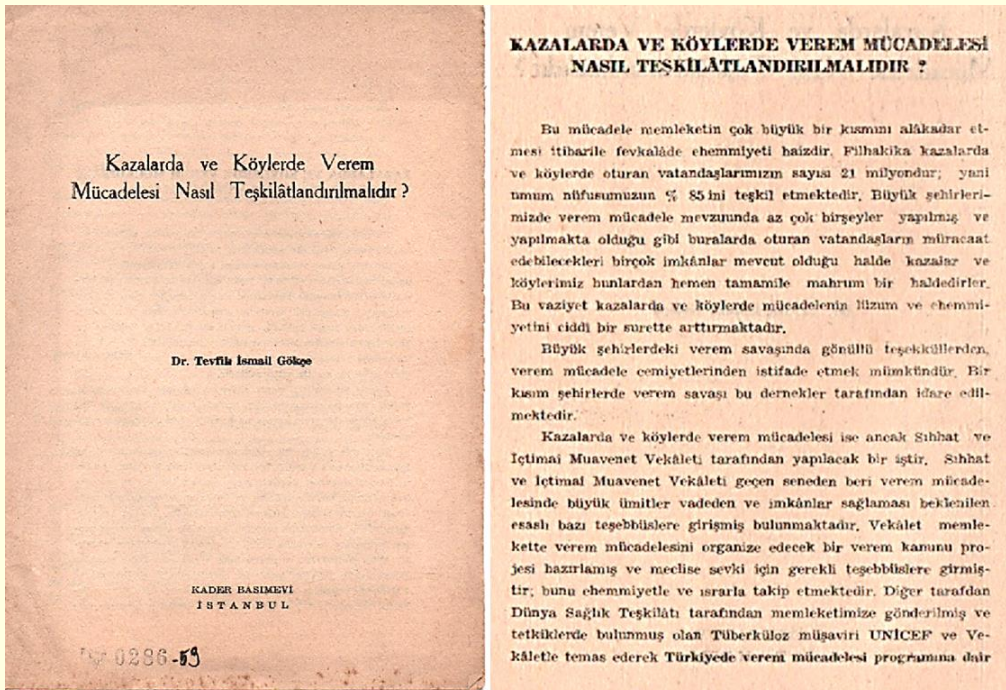 Kazalarda ve Köylerde Verem
Mücadelesi Nasıl Teşkilâtlandırılmalıdır ?
Dr. Tevfik İsmail Gökçe
KADER BASIMEVİ
İSTANBUL
0286-59
KAZALARDA VE KÖYLERDE VEREM MÜCADELESİ
NASIL TEŞKİLÂTLANDIRILMALIDIR ?
Bu mücadele memleketin çok büyük bir kısmını alâkadar et-
mesi itibarile fevkalâde ehemmiyeti haizdir. Filhakika kazalarda
ve köylerde oturan vatandaşlarımızın sayısı 21 milyondur; yani
umum nüfusumuzun % 85 ini teşkil etmektedir. Büyük şehirleri-
mizde verem mücadele mevzuunda az çok birşeyler yapılmış ve
yapılmakta olduğu gibi buralarda oturan vatandaşların müracaat
edebilecekleri birçok imkânlar mevcut olduğu halde kazalar ve
köylerimiz bunlardan hemen tamamile mahrum bir haldedirler.
Bu vaziyet kazalarda ve köylerde mücadelenin lüzum ve ehemmi-
yetini ciddi bir surette arttırmaktadır.
Büyük şehirlerdeki verem savaşında gönüllü teşekküllerden,
verem mücadele cemiyetlerinden istifade etmek mümkündür. Bir
kısım şehirlerde verem savaşı bu dernekler tarafından idare edil-
mektedir.
Kazalarda ve köylerde verem mücadelesi ise ancak Sıhhat ve
İçtimai Muavenet Vekâleti tarafından yapılacak bir iştir. Sıhhat
ve İçtimaî Muavenet Vekâleti geçen seneden beri verem mücade-
lesinde büyük ümitler vadeden ve imkânlar sağlaması beklenilen
esaslı bazı teşebbüslere girişmiş bulunmaktadır. Vekâlet memle-
kette verem mücadelesini organize edecek bir verem kanunu pro-
jesi hazırlamış ve meclise sevki için gerekli teşebbüslere girmiş-
tir; bunu ehemmiyetle ve ısrarla takip etmektedir. Diğer tarafdan
Dünya Sağlık Teşkilâtı tarafından memleketimize gönderilmiş ve
tetkiklerde bulunmuş olan Tüberküloz müşaviri UNİCEF ve Ve-
kâletle temas ederek Türkiyede verem mücadelesi programına dair